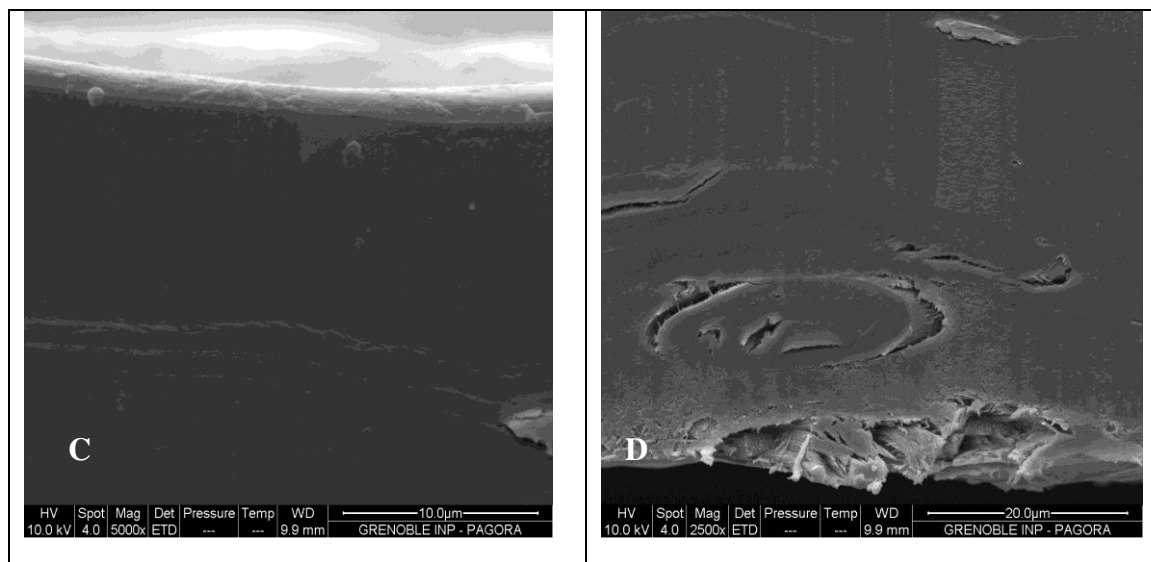 C
HV Spot Mag Det Pressure Temp WD 10.0µm
10.0 kV 4.0 5000x ETD --- --- 9.9 mm GRENOBLE INP - PAGORA
D
HV Spot Mag Det Pressure Temp WD 20.0µm
10.0 kV 4.0 2500x ETD --- --- 9.9 mm GRENOBLE INP - PAGORA